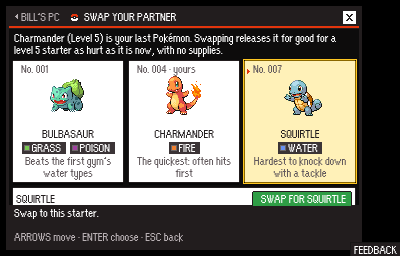 BILL'S PC SWAP YOUR PARTNER X
Charmander (Level 5) is your last Pokémon. Swapping releases it for good for a
level 5 starter as hurt as it is now, with no supplies.
No. 001
BULBASAUR
GRASS POISON
Beats the first gym's
water types
No. 004 · yours
CHARMANDER
FIRE
The quickest: often hits
first
No. 007
SQUIRTLE
WATER
Hardest to knock down
with a tackle
SQUIRTLE SWAP FOR SQUIRTLE
Swap to this starter.
ARROWS move · ENTER choose · ESC back
FEEDBACK